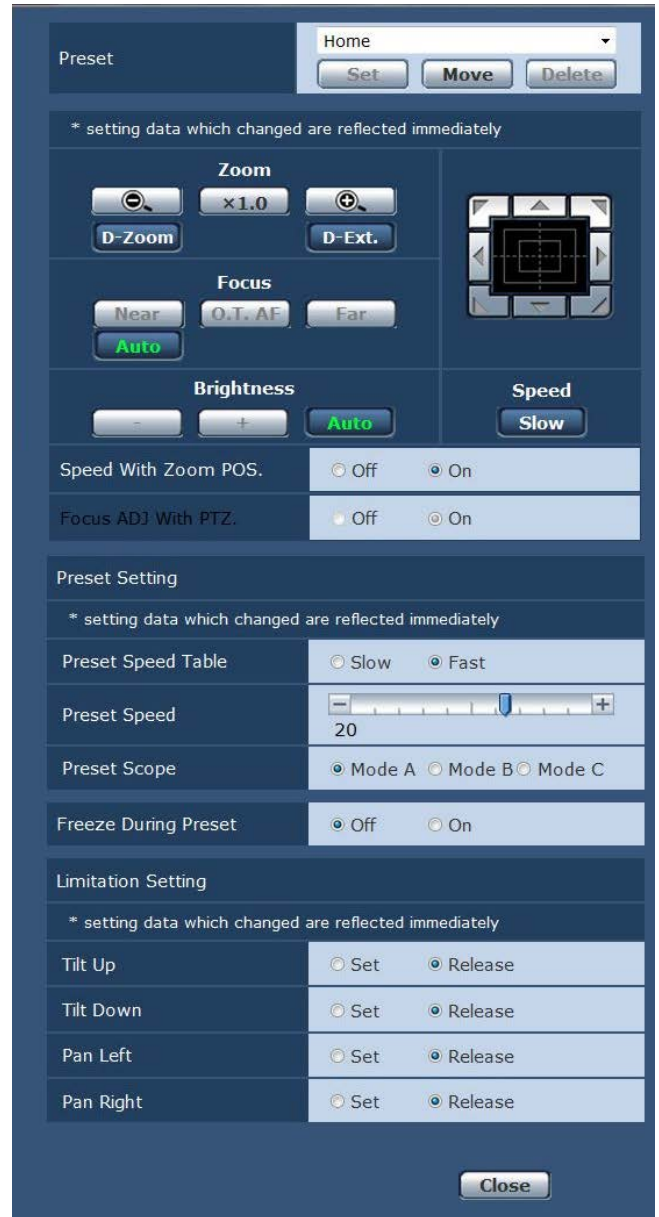 Preset
Home
Set Move Delete
* setting data which changed are reflected immediately
Zoom
×1.0
D-Zoom D-Ext.
Focus
Near O.T. AF Far
Auto
Brightness
- + Auto
Speed
Slow
Speed With Zoom POS. Off On
Focus ADJ With PTZ. Off On
Preset Setting
* setting data which changed are reflected immediately
Preset Speed Table Slow Fast
Preset Speed - +
20
Preset Scope Mode A Mode B Mode C
Freeze During Preset Off On
Limitation Setting
* setting data which changed are reflected immediately
Tilt Up Set Release
Tilt Down Set Release
Pan Left Set Release
Pan Right Set Release
Close